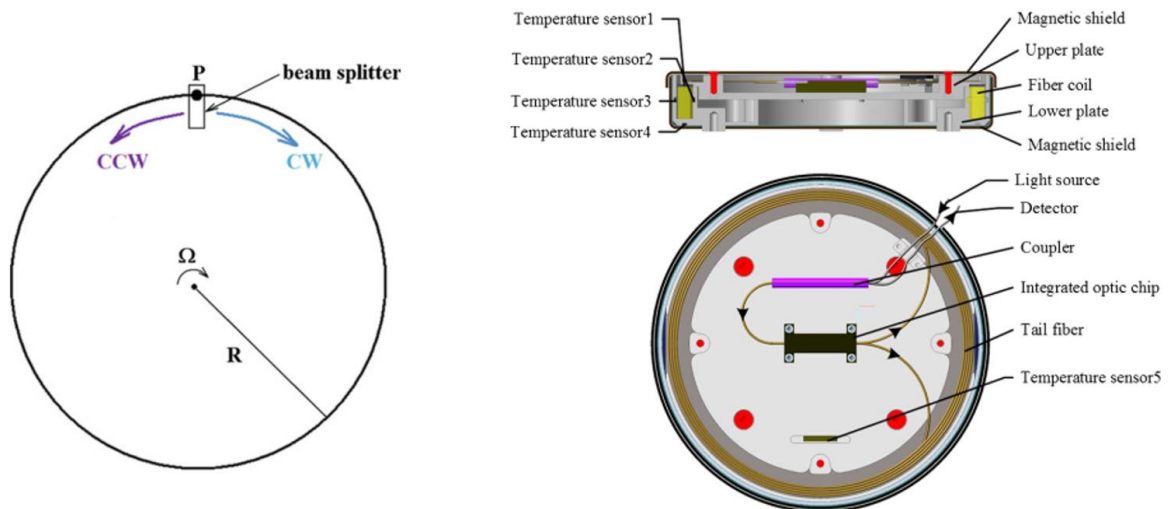 P
beam splitter
CCW
CW
Ω
R
Temperature sensor1
Temperature sensor2
Temperature sensor3
Temperature sensor4
Magnetic shield
Upper plate
Fiber coil
Lower plate
Magnetic shield
Light source
Detector
Coupler
Integrated optic chip
Tail fiber
Temperature sensor5